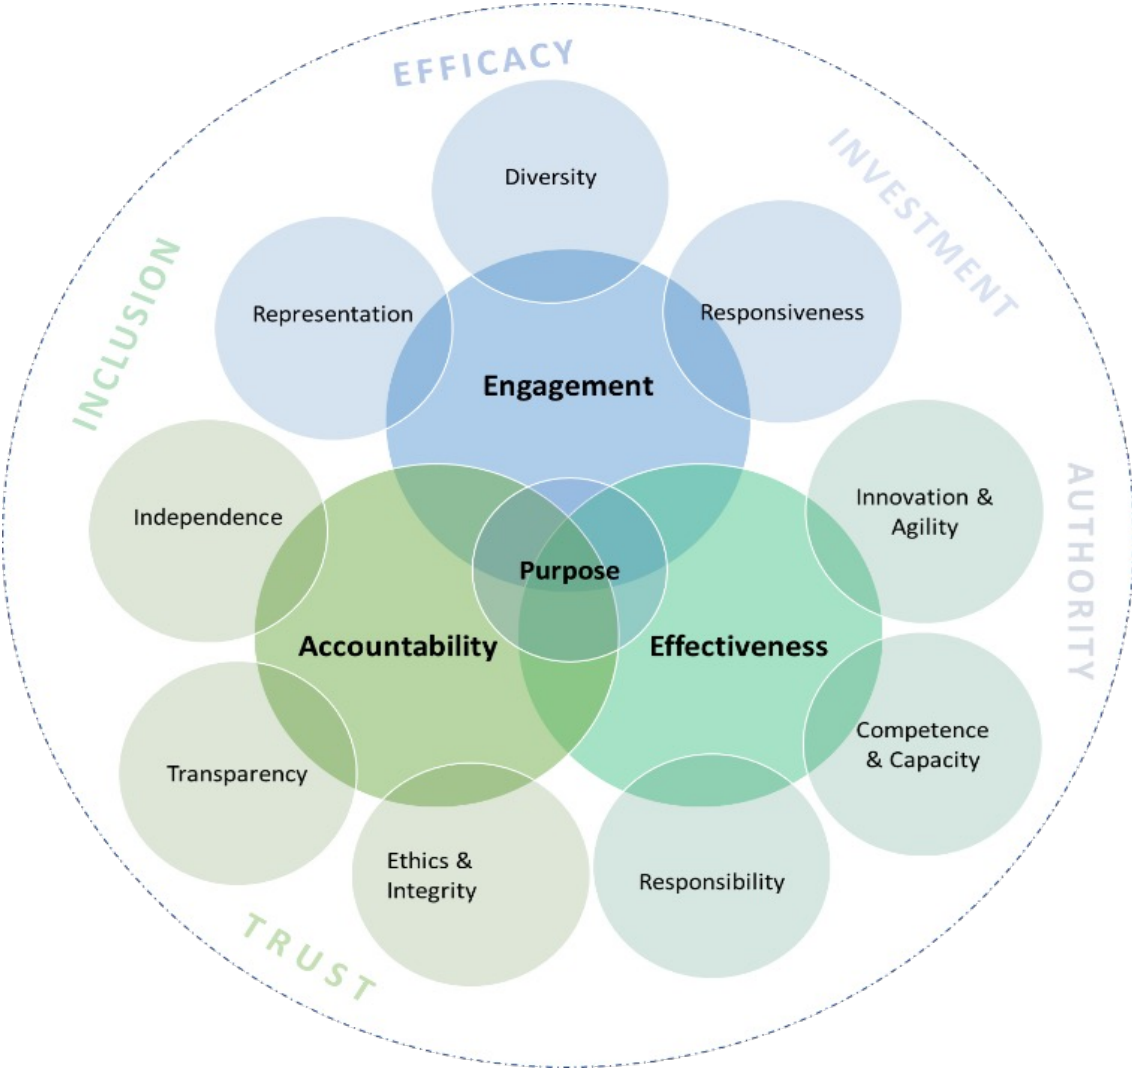 EFFICACY
INVESTMENT
Diversity
Representation
Responsiveness
INCLUSION
Engagement
Independence
Innovation &
Agility
AUTHORITY
Purpose
Accountability
Effectiveness
Transparency
Competence
& Capacity
Ethics &
Integrity
Responsibility
TRUST